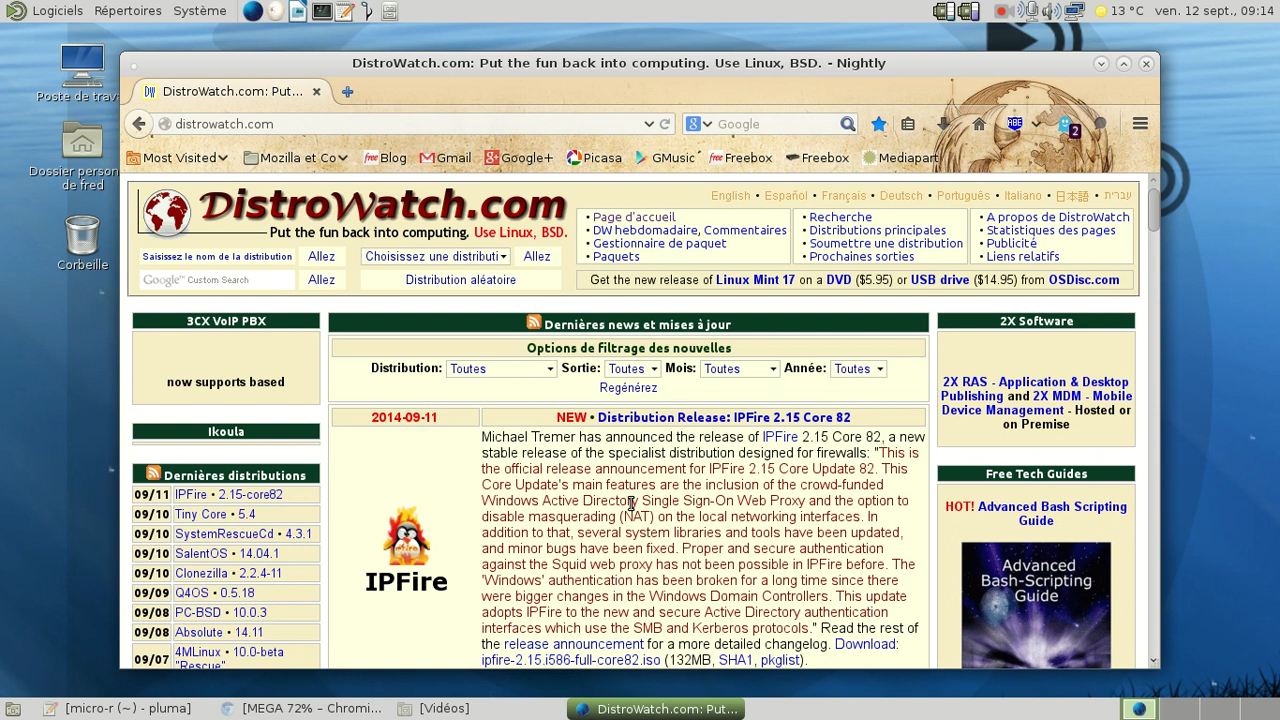 Logiciels Répertoires Système
13 °C ven. 12 sept., 09:14
Poste de trav
Dossier person
de fred
Corbeille
DistroWatch.com: Put the fun back into computing. Use Linux, BSD. - Nightly
DW DistroWatch.com: Put...
distrowatch.com
Google
ABE
2
Most Visited
Mozilla et Co
free Blog
Gmail
Google+
Picasa
GMusic
free Freebox
Freebox
Mediapart
DistroWatch.com
Put the fun back into computing. Use Linux, BSD.
English • Español • Français • Deutsch • Português • Italiano • 日本語 • עברית
• Page d'accueil
• DW hebdomadaire, Commentaires
• Gestionnaire de paquet
• Paquets
• Recherche
• Distributions principales
• Soumettre une distribution
• Prochaines sorties
• A propos de DistroWatch
• Statistiques des pages
• Publicité
• Liens relatifs
Saisissez le nom de la distribution Allez Choisissez une distributi Allez
Google™ Custom Search Allez Distribution aléatoire
Get the new release of Linux Mint 17 on a DVD ($5.95) or USB drive ($14.95) from OSDisc.com
3CX VoIP PBX
now supports based
Ikoula
Dernières distributions
09/11 IPFire • 2.15-core82
09/10 Tiny Core • 5.4
09/10 SystemRescueCd • 4.3.1
09/10 SalentOS • 14.04.1
09/10 Clonezilla • 2.2.4-11
09/09 Q4OS • 0.5.18
09/08 PC-BSD • 10.0.3
09/08 Absolute • 14.11
09/07 4MLinux • 10.0-beta
"Rescue"
Dernières news et mises à jour
Options de filtrage des nouvelles
Distribution: Toutes Sortie: Toutes Mois: Toutes Année: Toutes
Regénérez
2014-09-11
NEW • Distribution Release: IPFire 2.15 Core 82
IPFire
Michael Tremer has announced the release of IPFire 2.15 Core 82, a new
stable release of the specialist distribution designed for firewalls: "This is
the official release announcement for IPFire 2.15 Core Update 82. This
Core Update's main features are the inclusion of the crowd-funded
Windows Active Directory Single Sign-On Web Proxy and the option to
disable masquerading (NAT) on the local networking interfaces. In
addition to that, several system libraries and tools have been updated,
and minor bugs have been fixed. Proper and secure authentication
against the Squid web proxy has not been possible in IPFire before. The
'Windows' authentication has been broken for a long time since there
were bigger changes in the Windows Domain Controllers. This update
adopts IPFire to the new and secure Active Directory authentication
interfaces which use the SMB and Kerberos protocols." Read the rest of
the release announcement for a more detailed changelog. Download:
ipfire-2.15.i586-full-core82.iso (132MB, SHA1, pkglist).
2X Software
2X RAS - Application & Desktop
Publishing and 2X MDM - Mobile
Device Management - Hosted or
on Premise
Free Tech Guides
HOT! Advanced Bash Scripting
Guide
Advanced
Bash-Scripting
Guide
[micro-r (~) - pluma]
[MEGA 72% – Chromi...
[Vidéos]
DistroWatch.com: Put...